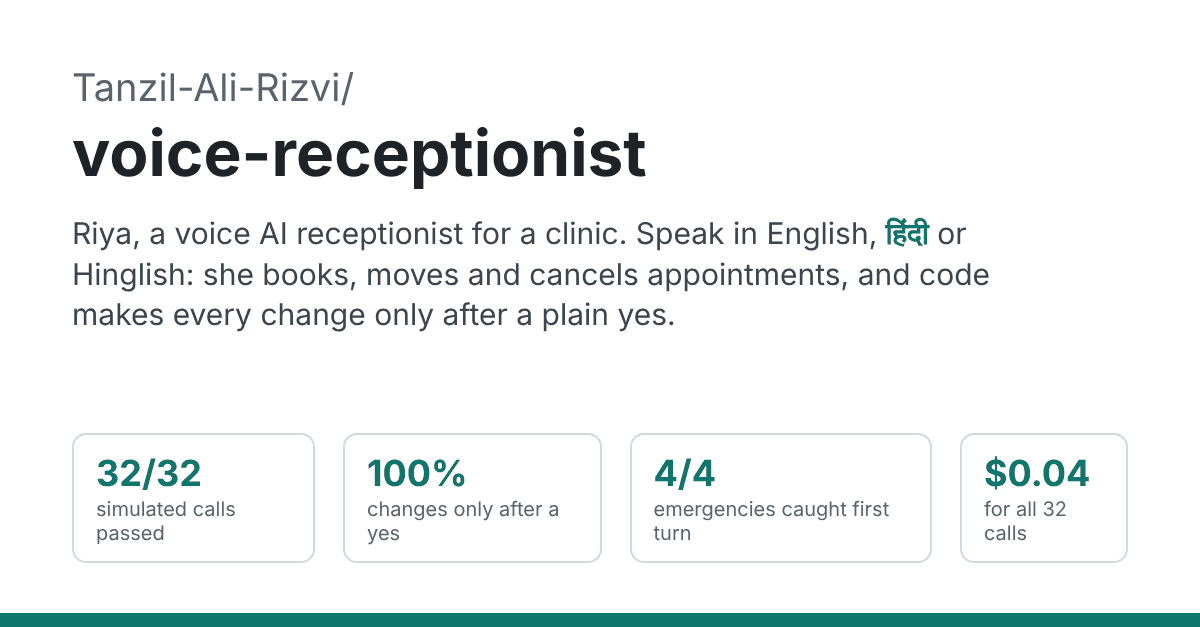 Tanzil-Ali-Rizvi/
voice-receptionist
Riya, a voice AI receptionist for a clinic. Speak in English, हिंदी or
Hinglish: she books, moves and cancels appointments, and code
makes every change only after a plain yes.
32/32
simulated calls
passed
100%
changes only after a
yes
4/4
emergencies caught first
turn
$0.04
for all 32
calls